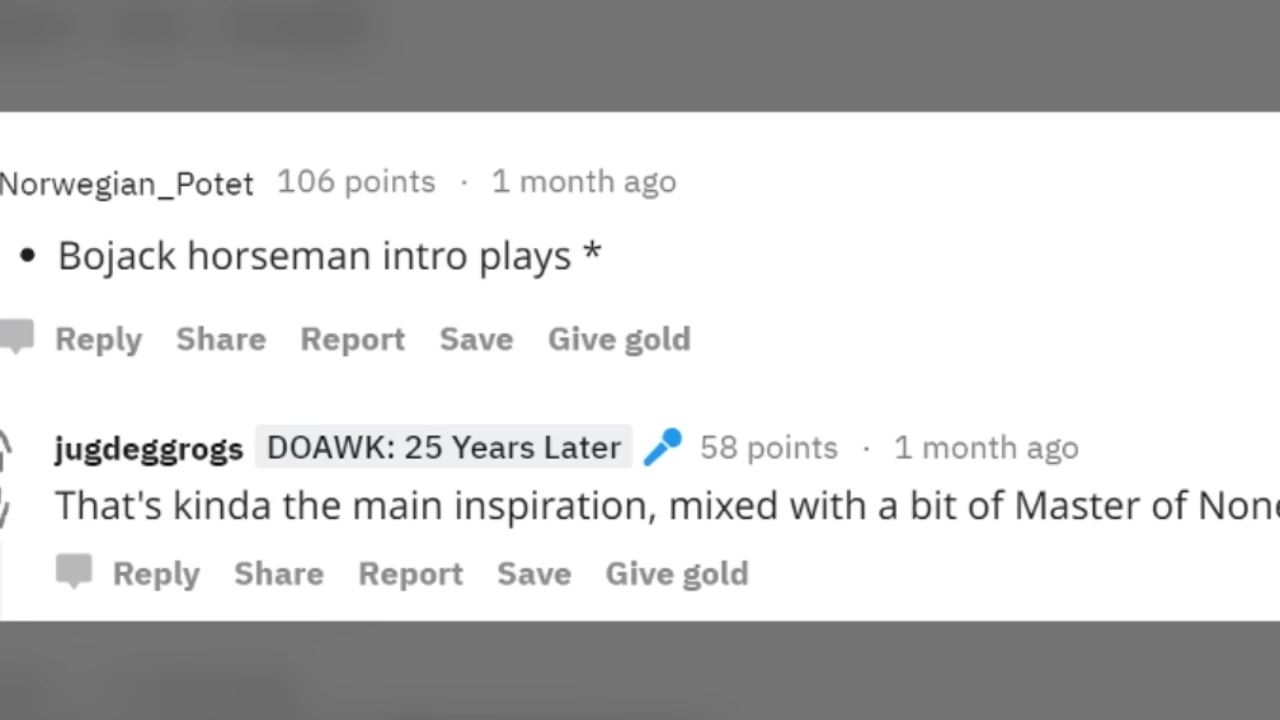 Norwegian_Potet 106 points · 1 month ago
• Bojack horseman intro plays *
Reply Share Report Save Give gold
jugdeggrogs DOAWK: 25 Years Later 58 points · 1 month ago
That's kinda the main inspiration, mixed with a bit of Master of None
Reply Share Report Save Give gold